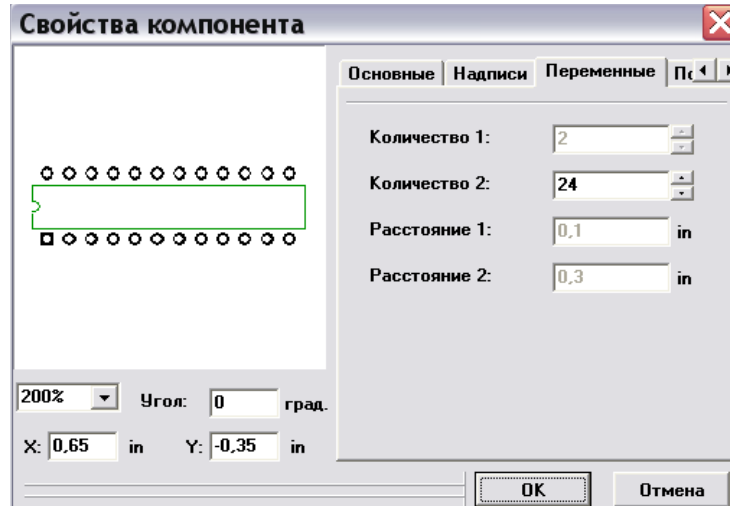 Свойства компонента
Основные Надписи Переменные
Количество 1: 2
Количество 2: 24
Расстояние 1: 0,1 in
Расстояние 2: 0,3 in
200% Угол: 0 град.
X: 0,65 in Y: -0,35 in
OK Отмена